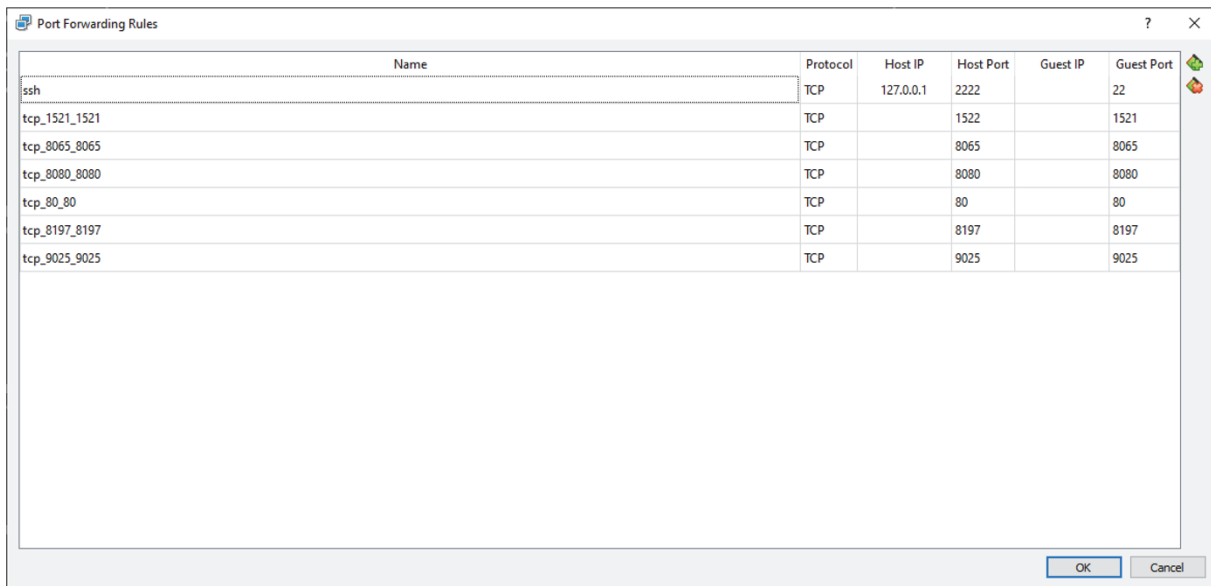 Port Forwarding Rules ?
Name Protocol Host IP Host Port Guest IP Guest Port
ssh TCP 127.0.0.1 2222 22
tcp_1521_1521 TCP 1522 1521
tcp_8065_8065 TCP 8065 8065
tcp_8080_8080 TCP 8080 8080
tcp_80_80 TCP 80 80
tcp_8197_8197 TCP 8197 8197
tcp_9025_9025 TCP 9025 9025
OK Cancel